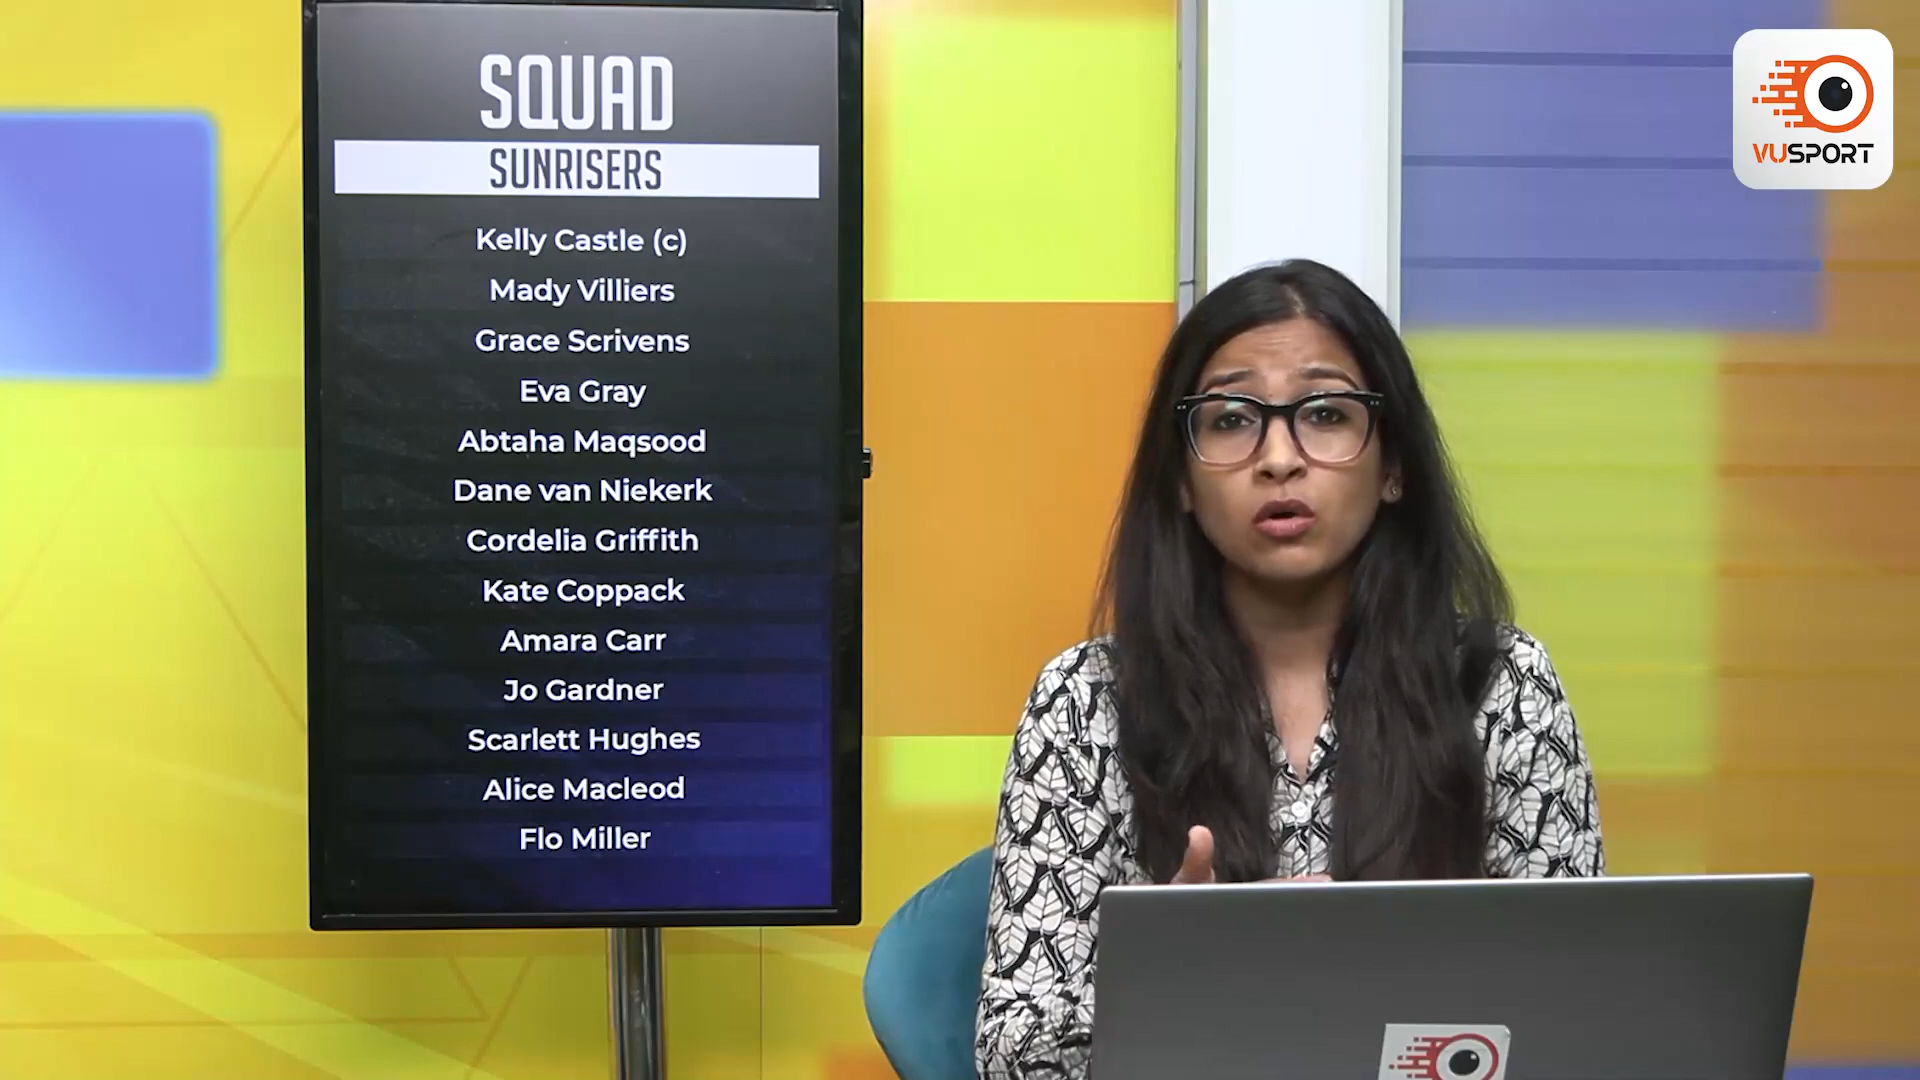 SQUAD
SUNRISERS
Kelly Castle (c)
Mady Villiers
Grace Scrivens
Eva Gray
Abtaha Maqsood
Dane van Niekerk
Cordelia Griffith
Kate Coppack
Amara Carr
Jo Gardner
Scarlett Hughes
Alice Macleod
Flo Miller
VUSPORT